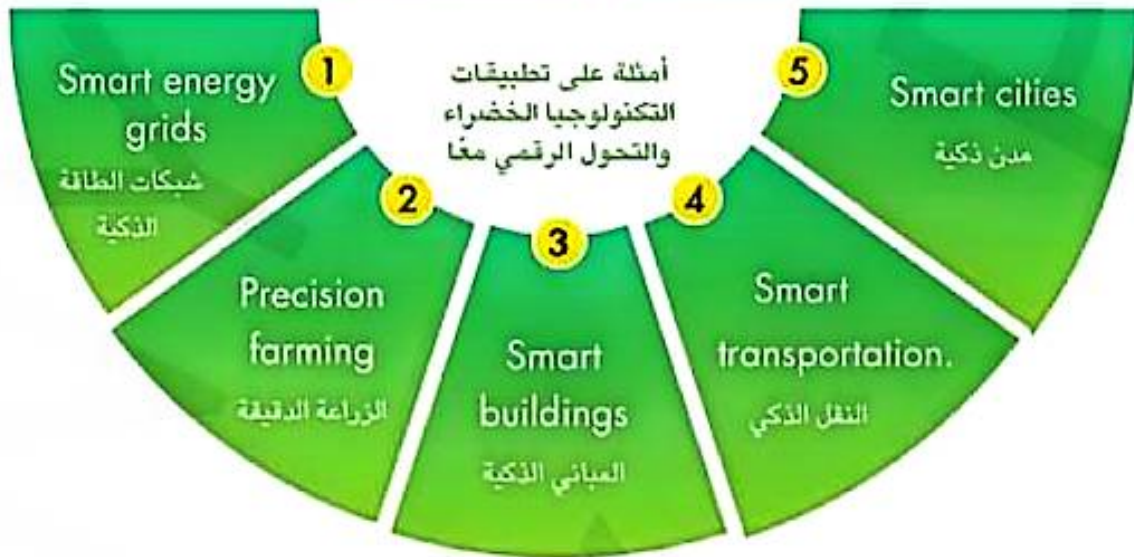 أمثلة على تطبيقات
التكنولوجيا الخضراء
والتحول الرقمي معًا
1
Smart energy
grids
شبكات الطاقة
الذكية
2
Precision
farming
الزراعة الدقيقة
3
Smart
buildings
المباني الذكية
4
Smart
transportation.
النقل الذكي
5
Smart cities
مدن ذكية